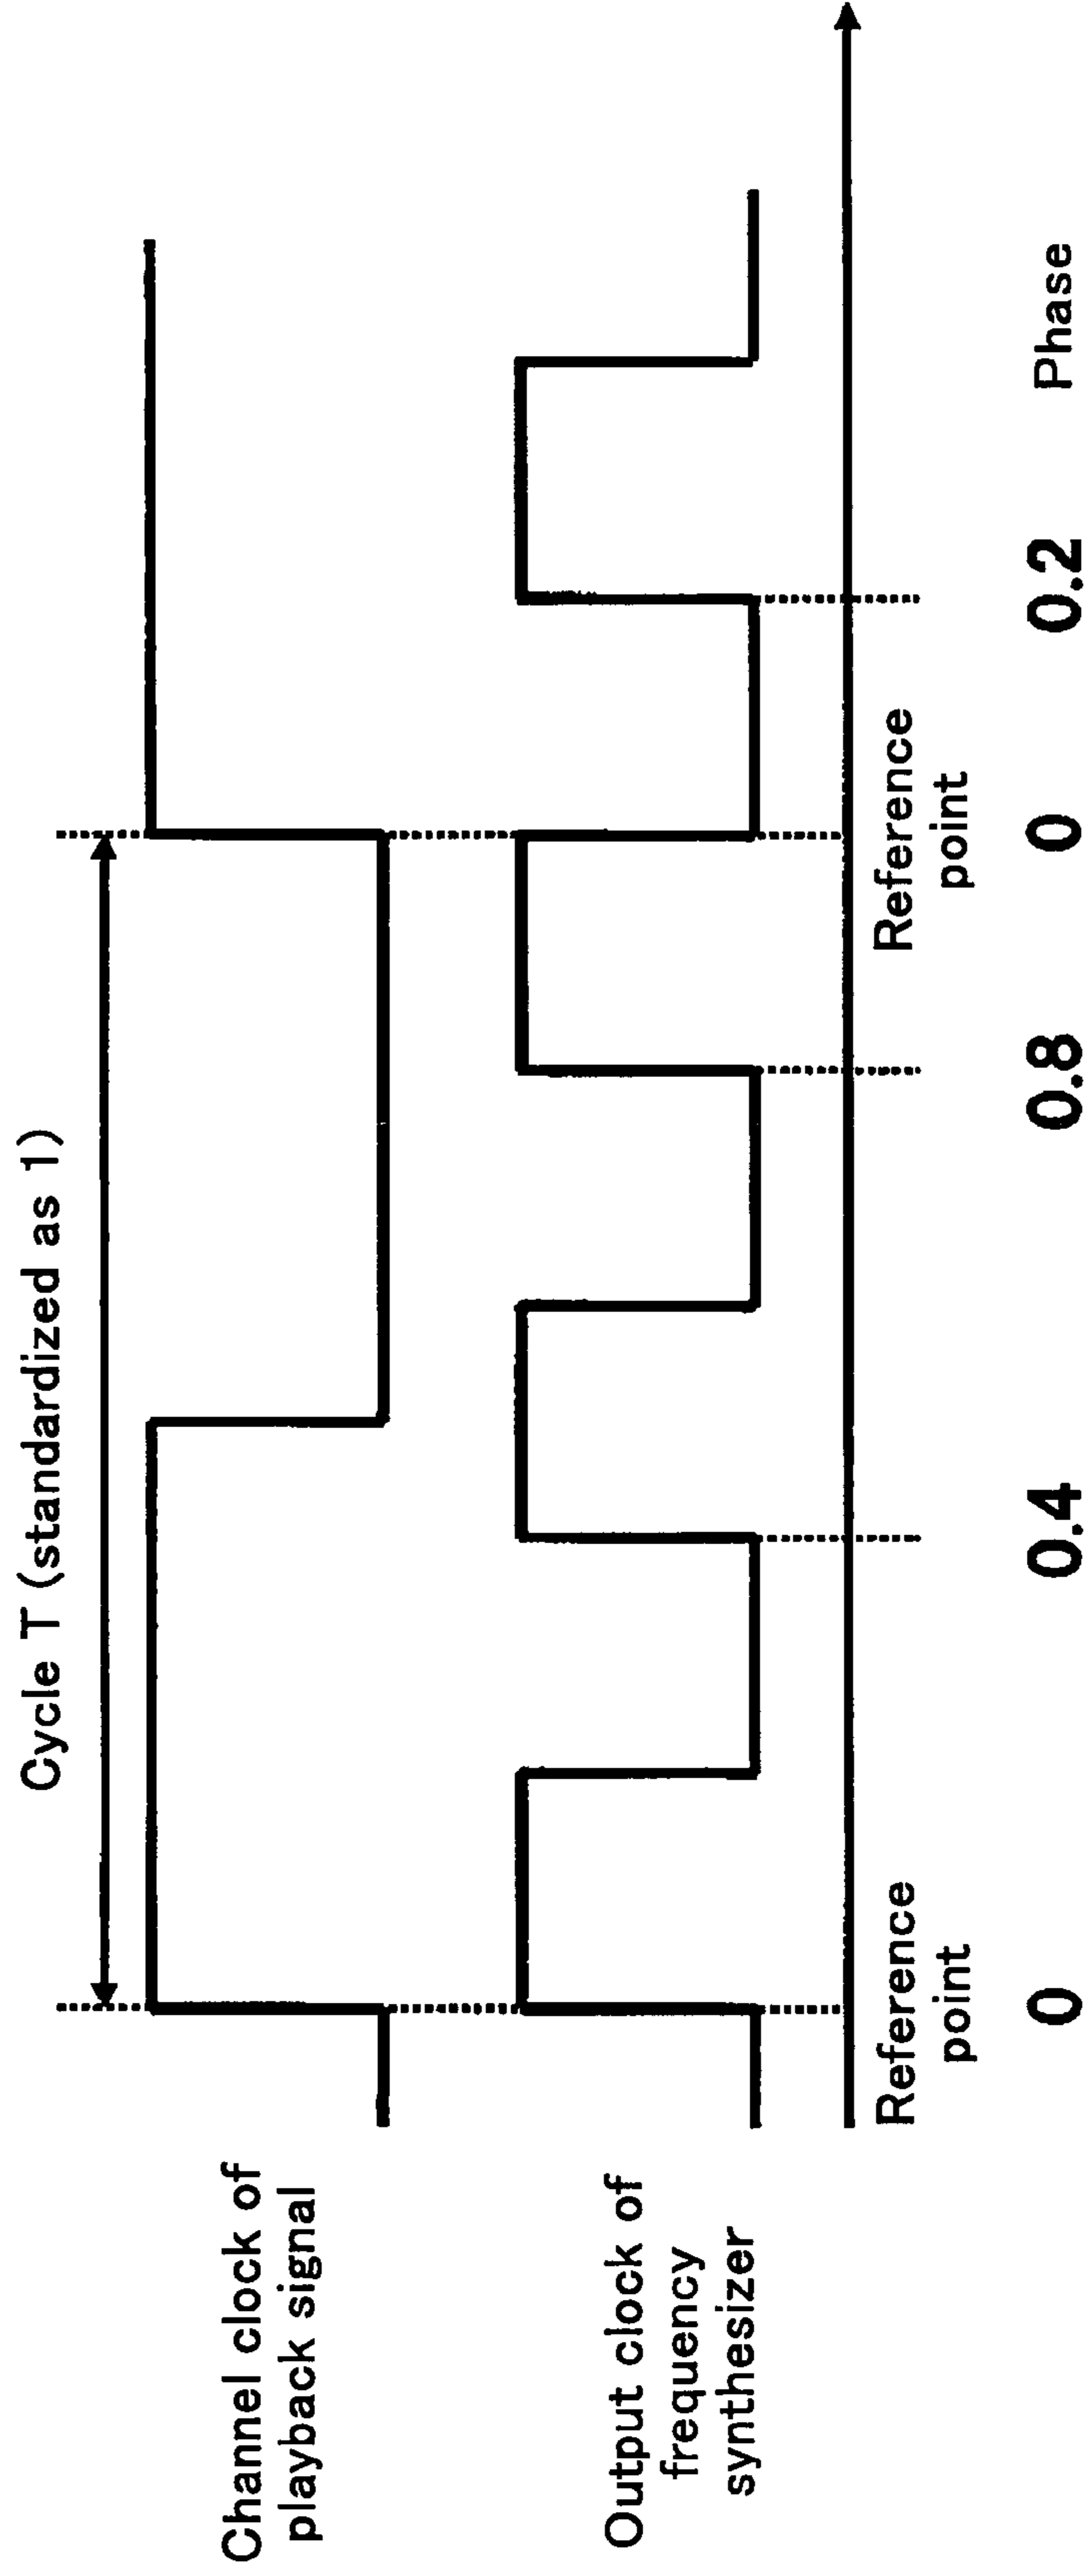 Cycle T (standardized as 1)
Channel clock of
playback signal
Output clock of
frequency
synthesizer
Reference
point
Reference
point
0
0.4
0.8
0
0.2
Phase